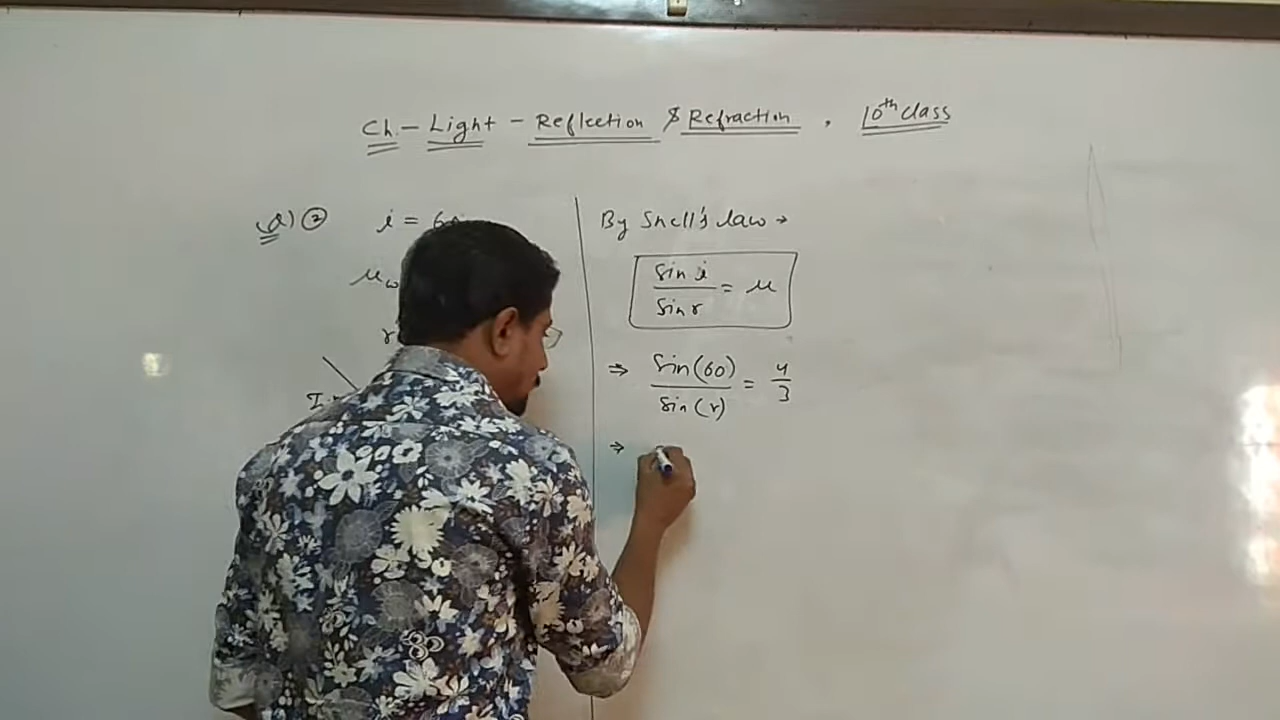 Ch. - Light - Reflection & Refraction , 10th class
Q) ②
i = 60
μw
r
I.
By Snell's law →
sin i / sin r = μ
⇒ sin(60) / sin(r) = 4/3
⇒